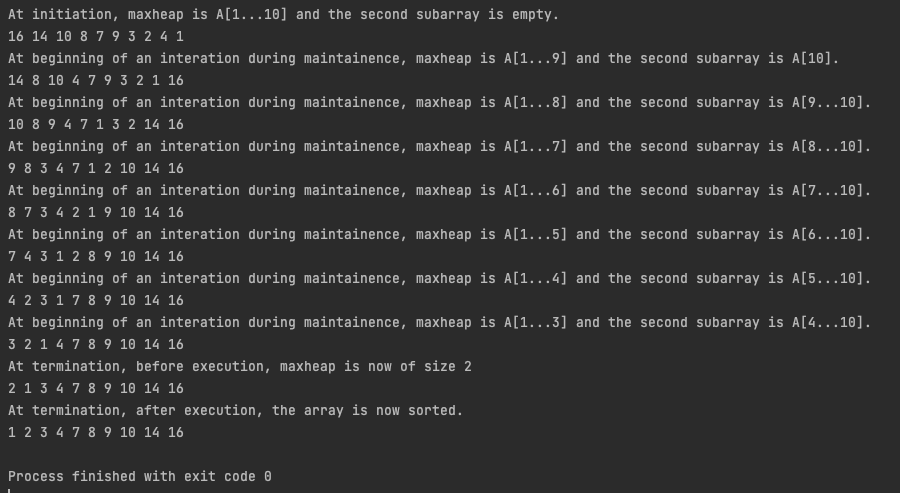 At initiation, maxheap is A[1...10] and the second subarray is empty.
16 14 10 8 7 9 3 2 4 1
At beginning of an interation during maintainence, maxheap is A[1...9] and the second subarray is A[10].
14 8 10 4 7 9 3 2 1 16
At beginning of an interation during maintainence, maxheap is A[1...8] and the second subarray is A[9...10].
10 8 9 4 7 1 3 2 14 16
At beginning of an interation during maintainence, maxheap is A[1...7] and the second subarray is A[8...10].
9 8 3 4 7 1 2 10 14 16
At beginning of an interation during maintainence, maxheap is A[1...6] and the second subarray is A[7...10].
8 7 3 4 2 1 9 10 14 16
At beginning of an interation during maintainence, maxheap is A[1...5] and the second subarray is A[6...10].
7 4 3 1 2 8 9 10 14 16
At beginning of an interation during maintainence, maxheap is A[1...4] and the second subarray is A[5...10].
4 2 3 1 7 8 9 10 14 16
At beginning of an interation during maintainence, maxheap is A[1...3] and the second subarray is A[4...10].
3 2 1 4 7 8 9 10 14 16
At termination, before execution, maxheap is now of size 2
2 1 3 4 7 8 9 10 14 16
At termination, after execution, the array is now sorted.
1 2 3 4 7 8 9 10 14 16
Process finished with exit code 0